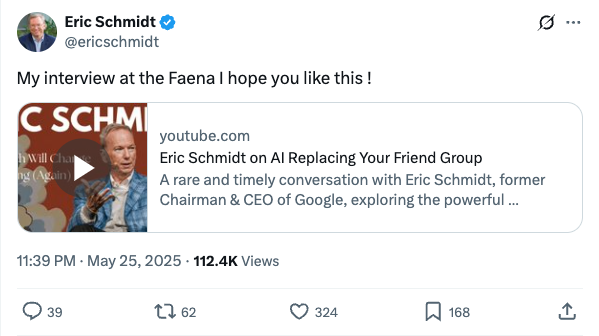 Eric Schmidt
@ericschmidt
My interview at the Faena I hope you like this !
C SCHMI
h Will Change
ng (Again)
youtube.com
Eric Schmidt on AI Replacing Your Friend Group
A rare and timely conversation with Eric Schmidt, former
Chairman & CEO of Google, exploring the powerful ...
11:39 PM · May 25, 2025 · 112.4K Views
39 62 324 168